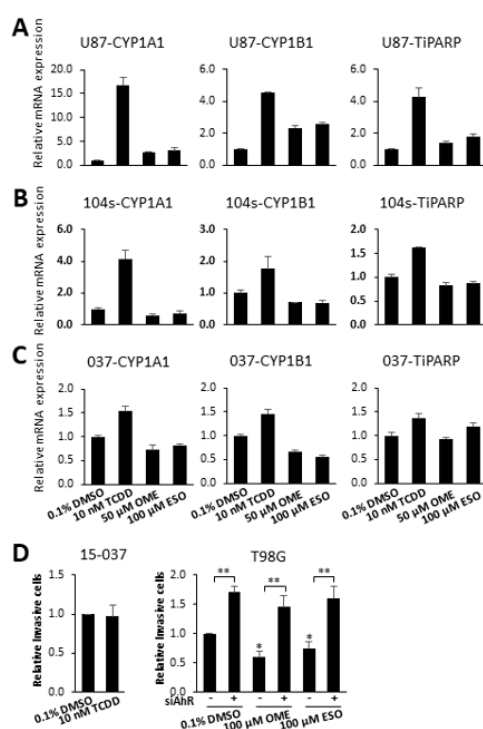 A
U87-CYP1A1 U87-CYP1B1 U87-TiPARP
Relative mRNA expression
20.0 6.0 6.0
15.0 4.0 4.0
10.0 2.0 2.0
5.0 0.0 0.0
0.0
B
104s-CYP1A1 104s-CYP1B1 104s-TiPARP
Relative mRNA expression
6.0 3.0 2.0
4.0 2.0 1.5
2.0 1.0 1.0
0.0 0.0 0.5
0.0
C
037-CYP1A1 037-CYP1B1 037-TiPARP
Relative mRNA expression
2.0 2.0 2.0
1.5 1.5 1.5
1.0 1.0 1.0
0.5 0.5 0.5
0.0 0.0 0.0
0.1% DMSO 10 nM TCDD 50 µM OME 100 µM ESO
0.1% DMSO 10 nM TCDD 50 µM OME 100 µM ESO
0.1% DMSO 10 nM TCDD 50 µM OME 100 µM ESO
D
15-037 T98G
Relative Invasive cells
1.5
1.0
0.5
0.0
0.1% DMSO 10 nM TCDD
Relative Invasive cells
2.0
1.5
1.0
0.5
0.0
** ** **
* *
siAhR - + - + - +
0.1% DMSO 100 µM OME 100 µM ESO